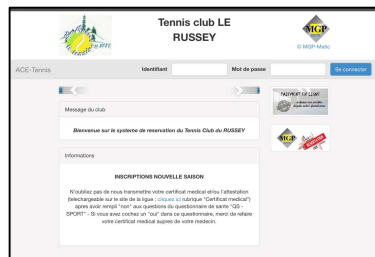 Tennis club LE
RUSSEY
MGP
© MGP-Matic
ACE-Tennis
Identifiant
Mot de passe
Se connecter
Message du club
Bienvenue sur le systeme de reservation du Tennis Club du RUSSEY
Informations
INSCRIPTIONS NOUVELLE SAISON
N'oubliez pas de nous transmettre votre certificat medical et/ou l'attestation
(telechargeable sur le site de la ligue : cliquez ici rubrique "Certificat medical")
apres avoir rempli "non" aux questions du questionnaire de sante "QS -
SPORT" - Si vous avez cochez un "oui" dans ce questionnaire, merci de refaire
votre certificat medical aupres de votre medecin.
PAIEMENT EN LIGNE
MGP